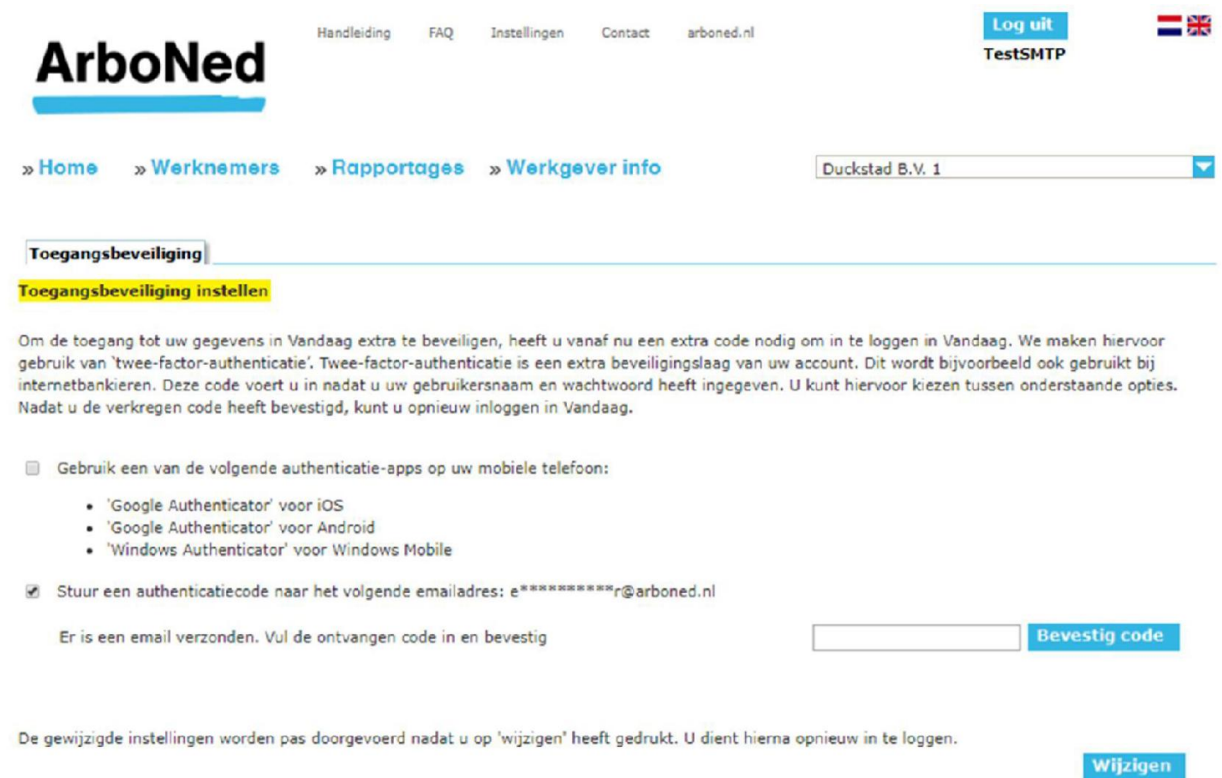 Handleiding FAQ Instellingen Contact arboned.nl
Log uit
ArboNed
TestSMTP
» Home » Werknemers » Rapportages » Werkgever info
Duckstad B.V. 1
Toegangsbeveiliging
Toegangsbeveiliging instellen
Om de toegang tot uw gegevens in Vandaag extra te beveiligen, heeft u vanaf nu een extra code nodig om in te loggen in Vandaag. We maken hiervoor
gebruik van 'twee-factor-authenticatie'. Twee-factor-authenticatie is een extra beveiligingslaag van uw account. Dit wordt bijvoorbeeld ook gebruikt bij
internetbankieren. Deze code voert u in nadat u uw gebruikersnaam en wachtwoord heeft ingegeven. U kunt hiervoor kiezen tussen onderstaande opties.
Nadat u de verkregen code heeft bevestigd, kunt u opnieuw inloggen in Vandaag.
Gebruik een van de volgende authenticatie-apps op uw mobiele telefoon:
• 'Google Authenticator' voor iOS
• 'Google Authenticator' voor Android
• 'Windows Authenticator' voor Windows Mobile
Stuur een authenticatiecode naar het volgende emailadres: e**********r@arboned.nl
Er is een email verzonden. Vul de ontvangen code in en bevestig
Bevestig code
De gewijzigde instellingen worden pas doorgevoerd nadat u op 'wijzigen' heeft gedrukt. U dient hierna opnieuw in te loggen.
Wijzigen